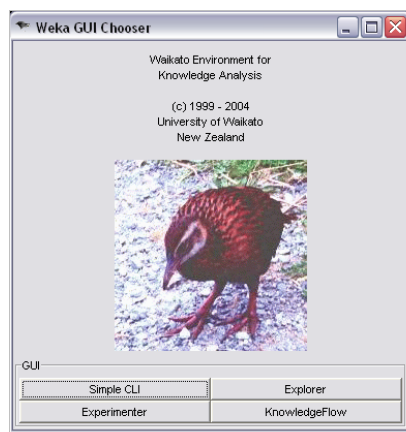 Weka GUI Chooser
Waikato Environment for
Knowledge Analysis
(c) 1999 - 2004
University of Waikato
New Zealand
GUI
Simple CLI
Explorer
Experimenter
KnowledgeFlow